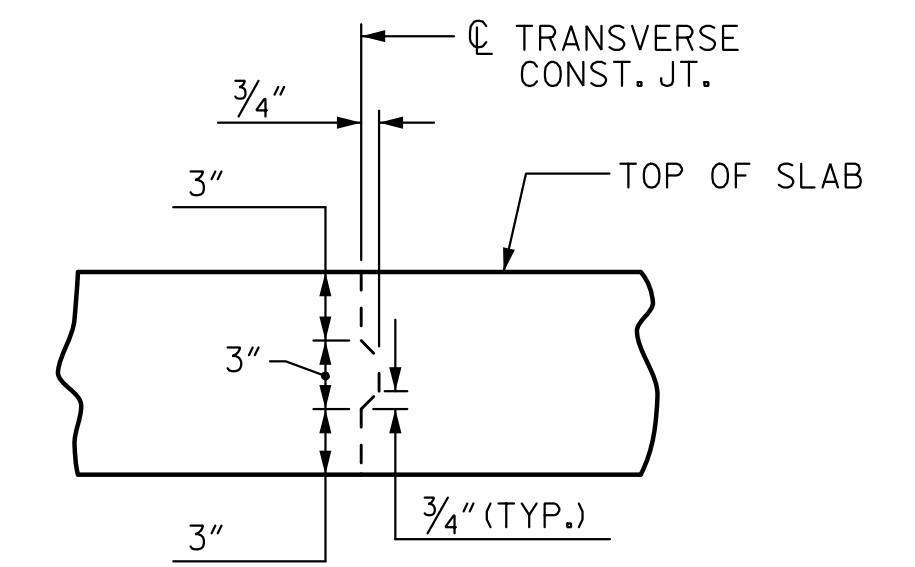 ℄ TRANSVERSE
CONST. JT.
3/4"
TOP OF SLAB
3"
3"
3/4" (TYP.)
3"